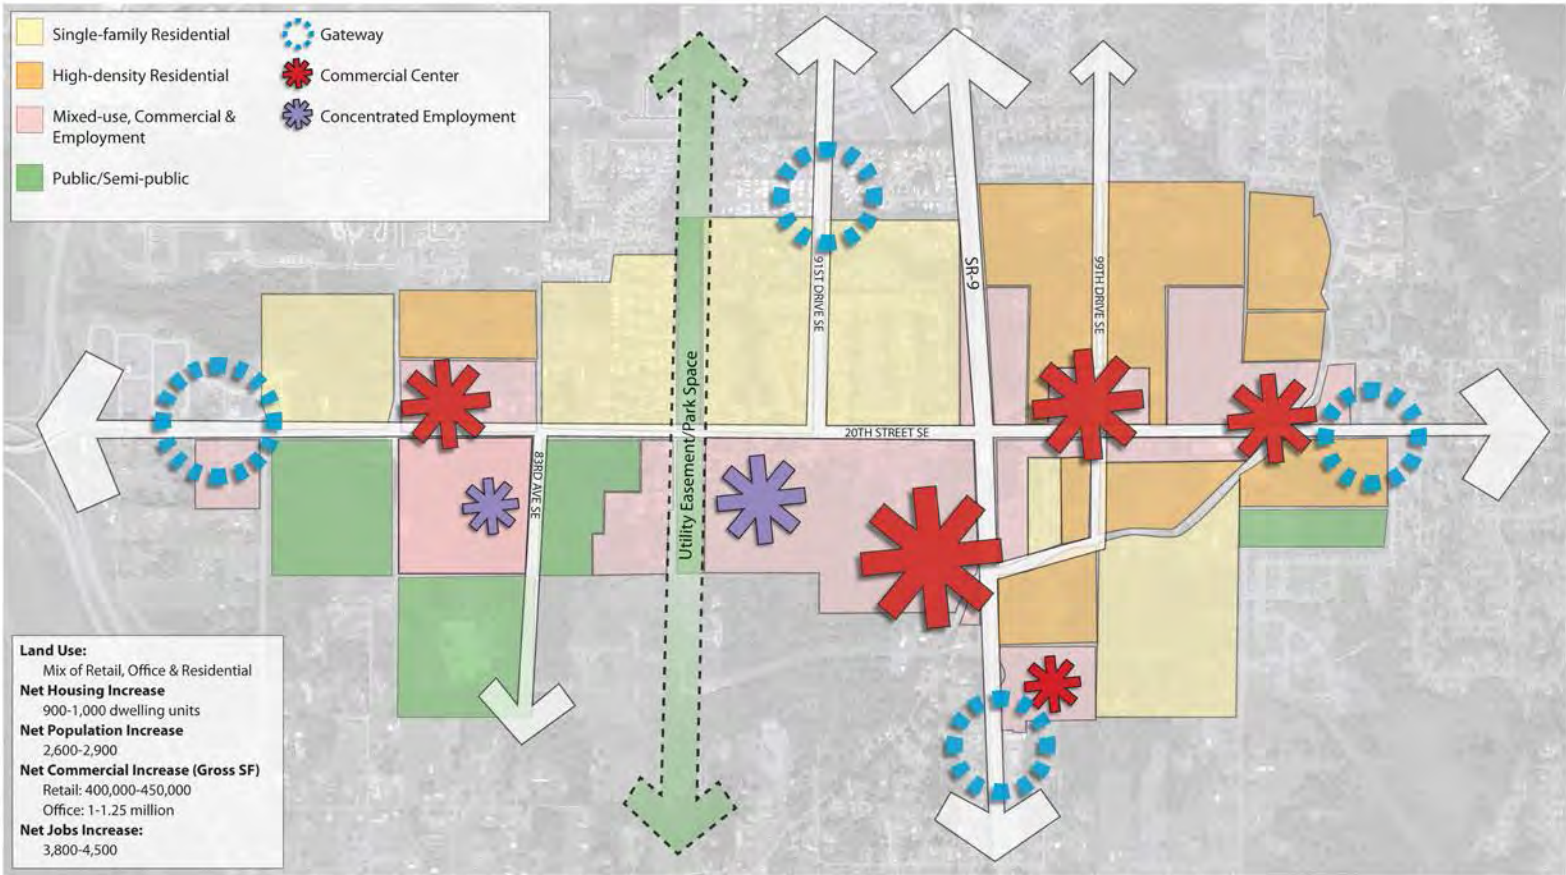 Single-family Residential
High-density Residential
Mixed-use, Commercial &
Employment
Public/Semi-public
Gateway
Commercial Center
Concentrated Employment
91ST DRIVE SE
SR-9
99TH DRIVE SE
Utility Easement/Park Space
20TH STREET SE
83RD AVE SE
Land Use:
Mix of Retail, Office & Residential
Net Housing Increase
900-1,000 dwelling units
Net Population Increase
2,600-2,900
Net Commercial Increase (Gross SF)
Retail: 400,000-450,000
Office: 1-1.25 million
Net Jobs Increase:
3,800-4,500